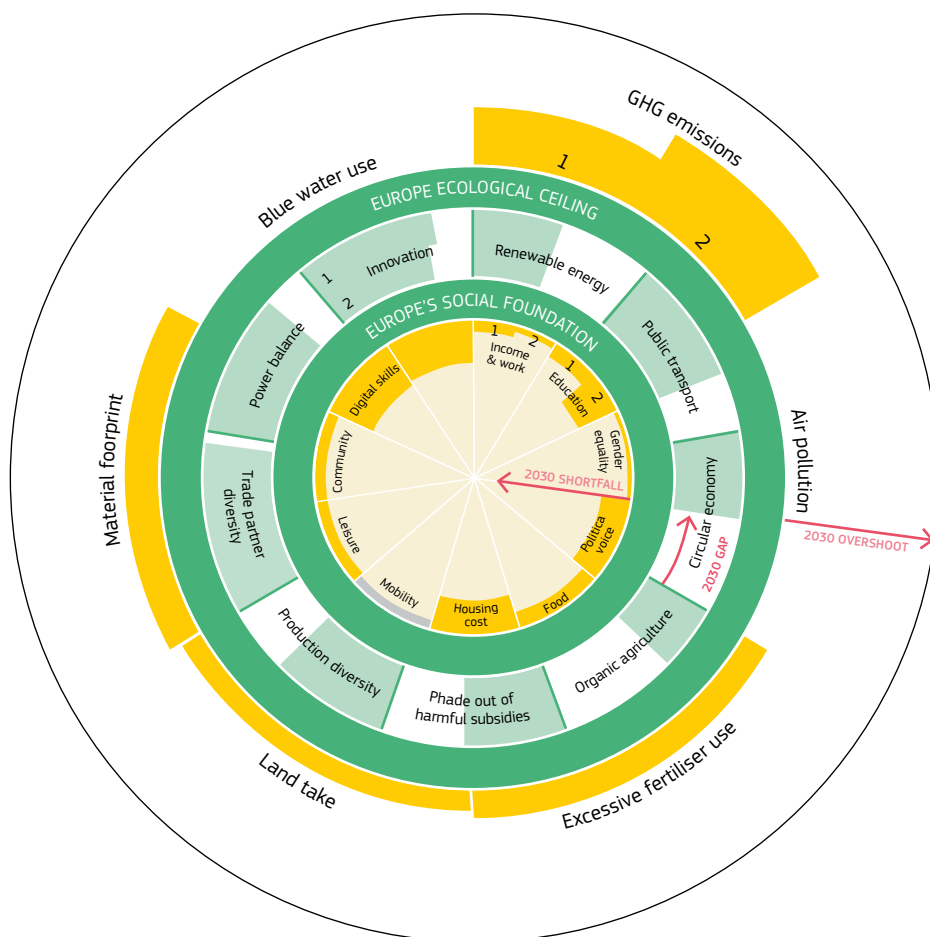 GHG emissions
1
2
Blue water use
EUROPE ECOLOGICAL CEILING
Innovation
1
2
Renewable energy
EUROPE'S SOCIAL FOUNDATION
Public transport
Power balance
1
2
Income
& work
1
2
Education
Digital skills
Gender
equality
Community
2030 SHORTFALL
Material foorprint
Air pollution
Circular economy
2030 OVERSHOOT
2030 GAP
Trade partner
diversity
Leisure
Politica
voice
Mobility
Housing
cost
Food
Organic agriculture
Production diversity
Phade out of
harmful subsidies
Land take
Excessive fertiliser use